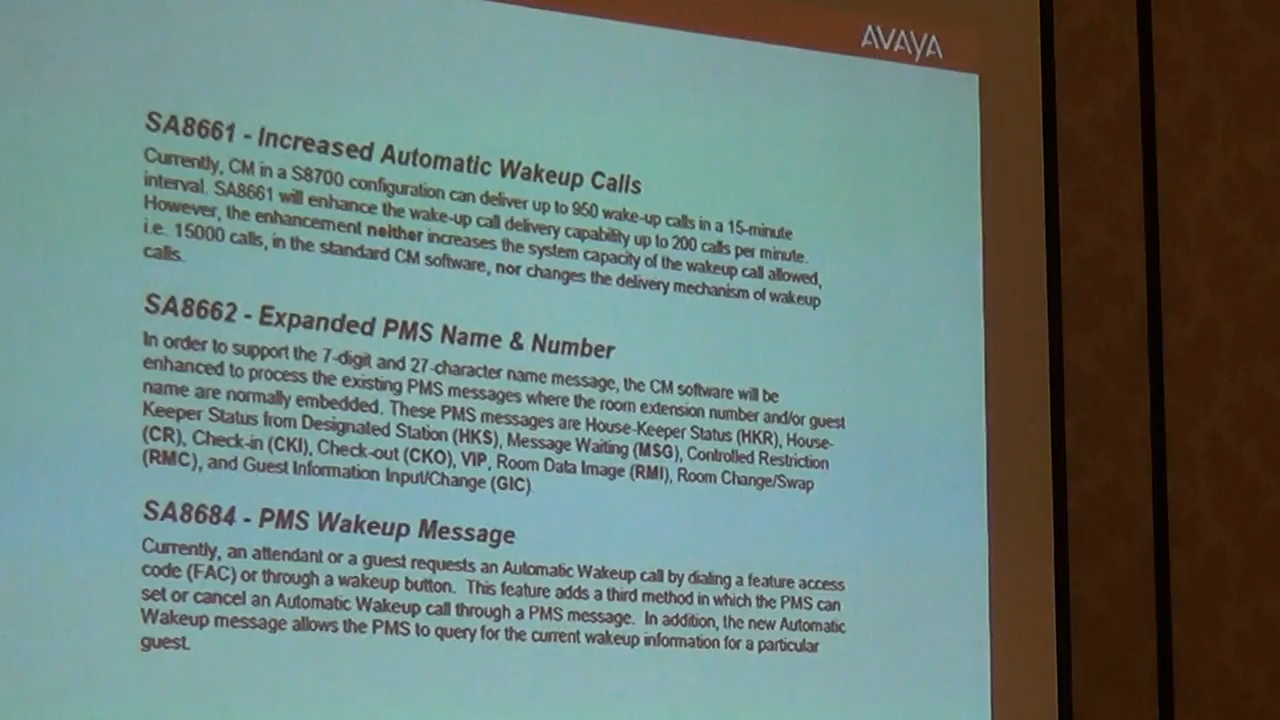 AVAYA
SA8661 - Increased Automatic Wakeup Calls
Currently, CM in a S8700 configuration can deliver up to 950 wake-up calls in a 15-minute
interval. SA8661 will enhance the wake-up call delivery capability up to 200 calls per minute.
However, the enhancement neither increases the system capacity of the wakeup call allowed,
i.e. 15000 calls, in the standard CM software, nor changes the delivery mechanism of wakeup
calls.
SA8662 - Expanded PMS Name & Number
In order to support the 7-digit and 27-character name message, the CM software will be
enhanced to process the existing PMS messages where the room extension number and/or guest
name are normally embedded. These PMS messages are House-Keeper Status (HKR), House-
Keeper Status from Designated Station (HKS), Message Waiting (MSG), Controlled Restriction
(CR), Check-in (CKI), Check-out (CKO), VIP, Room Data Image (RMI), Room Change/Swap
(RMC), and Guest Information Input/Change (GIC).
SA8684 - PMS Wakeup Message
Currently, an attendant or a guest requests an Automatic Wakeup call by dialing a feature access
code (FAC) or through a wakeup button. This feature adds a third method in which the PMS can
set or cancel an Automatic Wakeup call through a PMS message. In addition, the new Automatic
Wakeup message allows the PMS to query for the current wakeup information for a particular
guest.